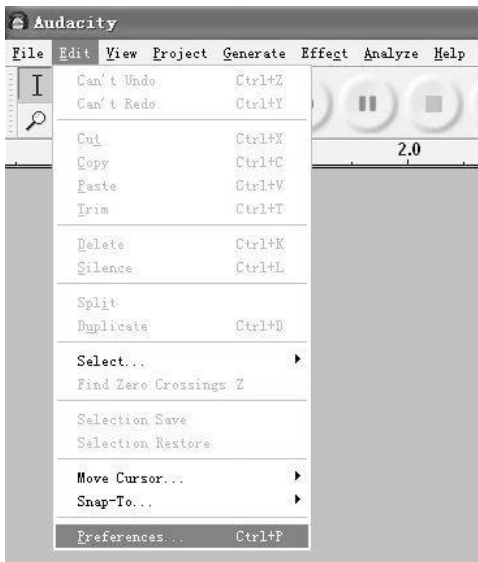 Audacity
File Edit View Project Generate Effect Analyze Help
Can't Undo Ctrl+Z
Can't Redo Ctrl+Y
2.0
Cut Ctrl+X
Copy Ctrl+C
Paste Ctrl+V
Trim Ctrl+T
Delete Ctrl+K
Silence Ctrl+L
Split
Duplicate Ctrl+D
Select...
Find Zero Crossings Z
Selection Save
Selection Restore
Move Cursor...
Snap-To...
Preferences... Ctrl+P